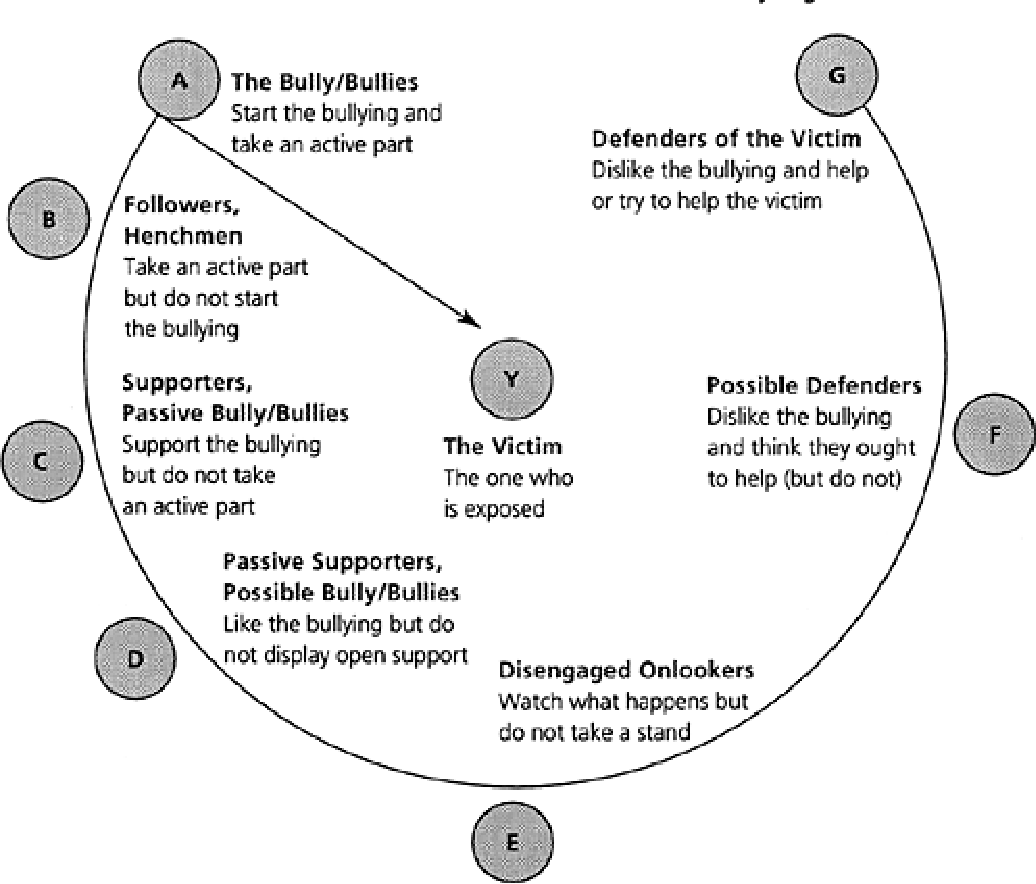 A
The Bully/Bullies
Start the bullying and
take an active part
G
Defenders of the Victim
Dislike the bullying and help
or try to help the victim
B
Followers,
Henchmen
Take an active part
but do not start
the bullying
Y
The Victim
The one who
is exposed
C
Supporters,
Passive Bully/Bullies
Support the bullying
but do not take
an active part
Possible Defenders
Dislike the bullying
and think they ought
to help (but do not)
F
D
Passive Supporters,
Possible Bully/Bullies
Like the bullying but do
not display open support
Disengaged Onlookers
Watch what happens but
do not take a stand
E